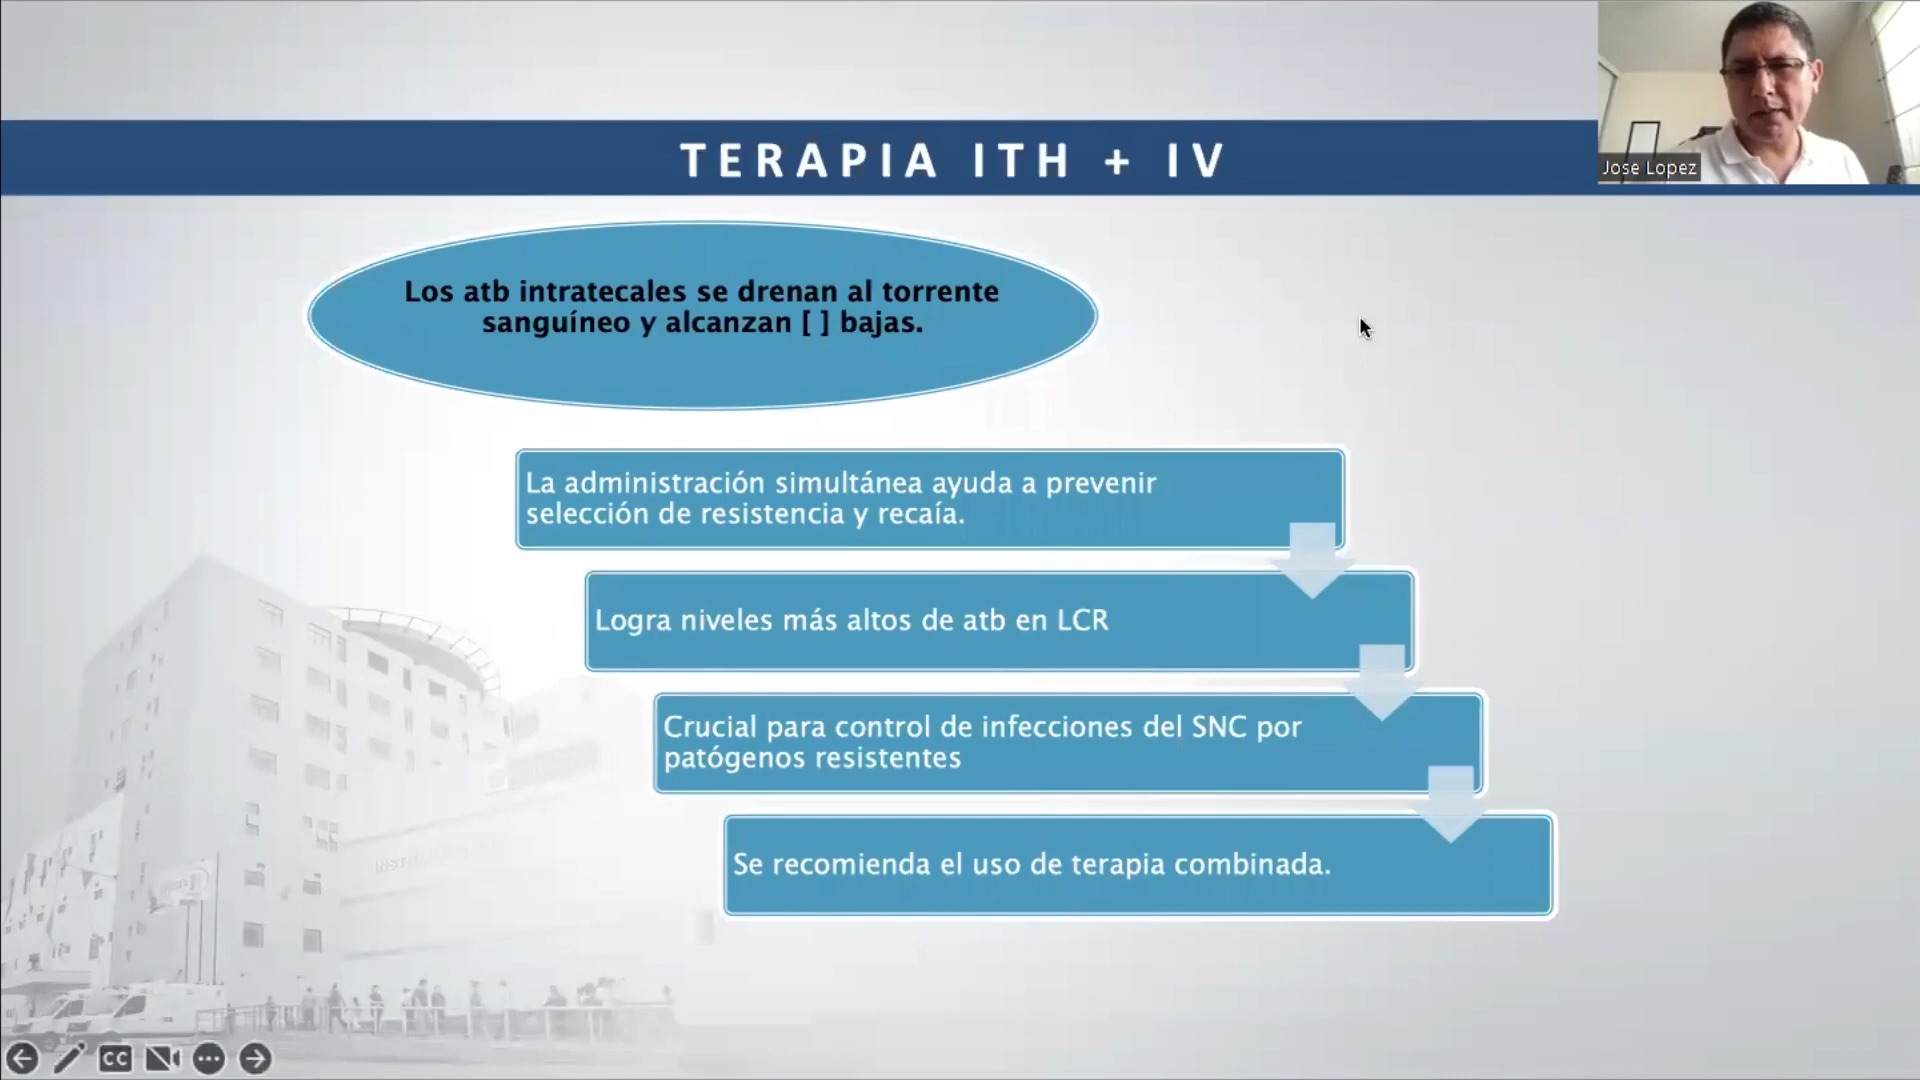 TERAPIA ITH + IV
Jose Lopez
Los atb intratecales se drenan al torrente
sanguíneo y alcanzan [ ] bajas.
La administración simultánea ayuda a prevenir
selección de resistencia y recaía.
Logra niveles más altos de atb en LCR
Crucial para control de infecciones del SNC por
patógenos resistentes
Se recomienda el uso de terapia combinada.
CC